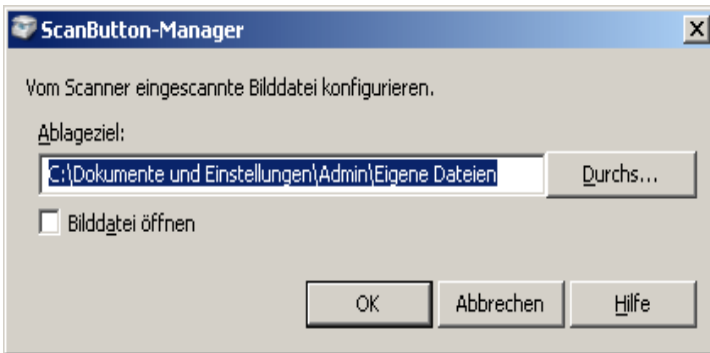 ScanButton-Manager
Vom Scanner eingescannte Bilddatei konfigurieren.
Ablageziel:
C:\Dokumente und Einstellungen\Admin\Eigene Dateien
Durchs...
Bilddatei öffnen
OK
Abbrechen
Hilfe